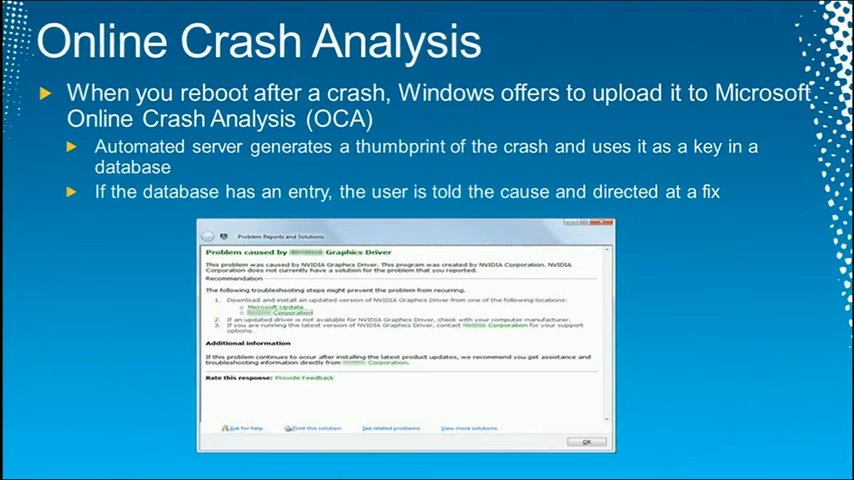 Online Crash Analysis
When you reboot after a crash, Windows offers to upload it to Microsoft
Online Crash Analysis (OCA)
Automated server generates a thumbprint of the crash and uses it as a key in a
database
If the database has an entry, the user is told the cause and directed at a fix
Problem Reports and Solutions
Problem caused by Graphics Driver
This problem was caused by NVIDIA Graphics Driver. This program was created by NVIDIA Corporation. NVIDIA
Corporation does not currently have a solution for the problem that you reported.
Recommendation
The following troubleshooting steps might prevent the problem from recurring.
1. Download and install an updated version of NVIDIA Graphics Driver from one of the following locations:
Microsoft Update
Corporation
2. If an updated driver is not available for NVIDIA Graphics Driver, check with your computer manufacturer.
3. If you are running the latest version of NVIDIA Graphics Driver, contact Corporation for your support
options.
Additional information
If this problem continues to occur after installing the latest product updates, we recommend you get assistance and
troubleshooting information directly from Corporation.
Rate this response: Provide Feedback
Ask for help Print this solution See related problems View more solutions
OK